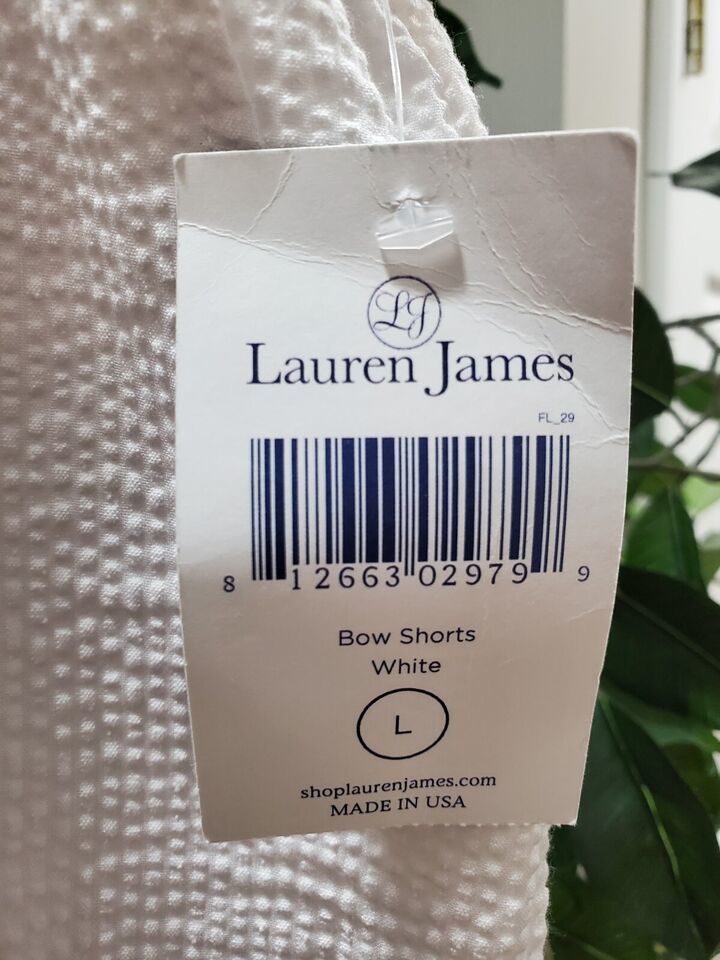 LJ
Lauren James
FL_29
8 12663 02979 9
Bow Shorts
White
L
shoplaurenjames.com
MADE IN USA